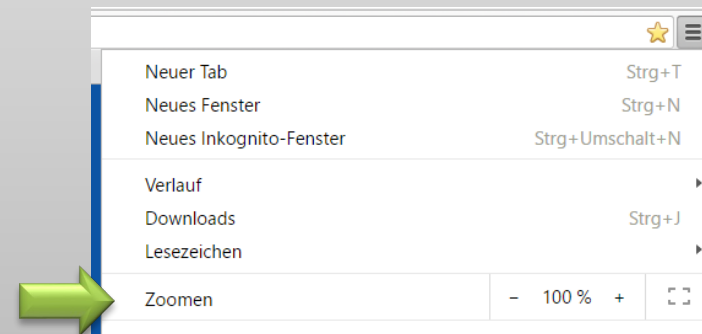 Neuer Tab Strg+T
Neues Fenster Strg+N
Neues Inkognito-Fenster Strg+Umschalt+N
Verlauf
Downloads Strg+J
Lesezeichen
Zoomen - 100 % +